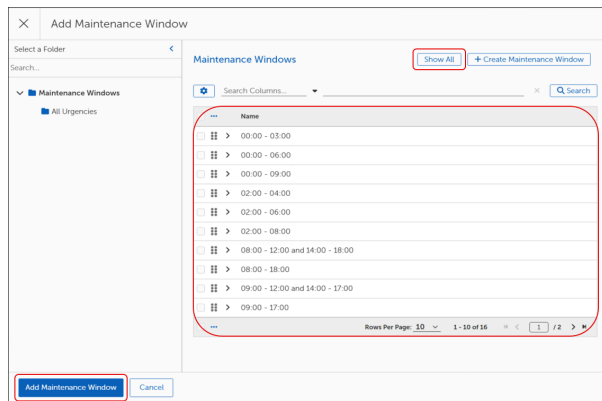 Add Maintenance Window
Select a Folder
Search...
Maintenance Windows
All Urgencies
Maintenance Windows
Show All
+ Create Maintenance Window
Search Columns...
Search
Name
00:00 - 03:00
00:00 - 06:00
00:00 - 09:00
02:00 - 04:00
02:00 - 06:00
02:00 - 08:00
08:00 - 12:00 and 14:00 - 18:00
08:00 - 18:00
09:00 - 12:00 and 14:00 - 17:00
09:00 - 17:00
Rows Per Page: 10 1 - 10 of 16 1 / 2
Add Maintenance Window Cancel